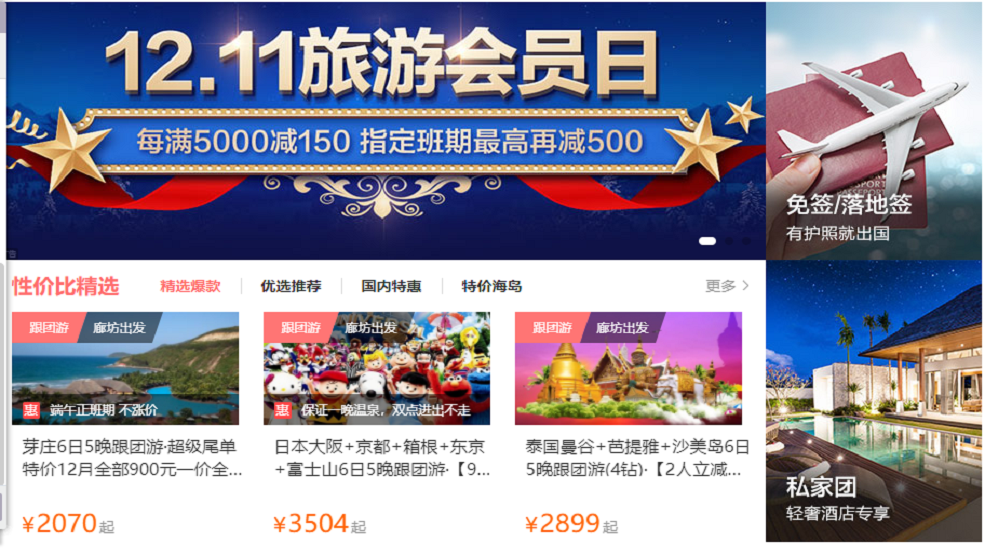 12.11旅游会员日
每满5000减150 指定班期最高再减500
免签/落地签
有护照就出国
性价比精选
精选爆款
优选推荐
国内特惠
特价海岛
更多 >
跟团游 廊坊出发
惠 端午正班期 不涨价
芽庄6日5晚跟团游·超级尾单
特价12月全部900元一价全...
¥2070起
跟团游 廊坊出发
惠 保证一晚温泉，双点进出不走
日本大阪+京都+箱根+东京
+富士山6日5晚跟团游·【9...
¥3504起
跟团游 廊坊出发
泰国曼谷+芭提雅+沙美岛6日
5晚跟团游(4钻)·【2人立减...
¥2899起
私家团
轻奢酒店专享